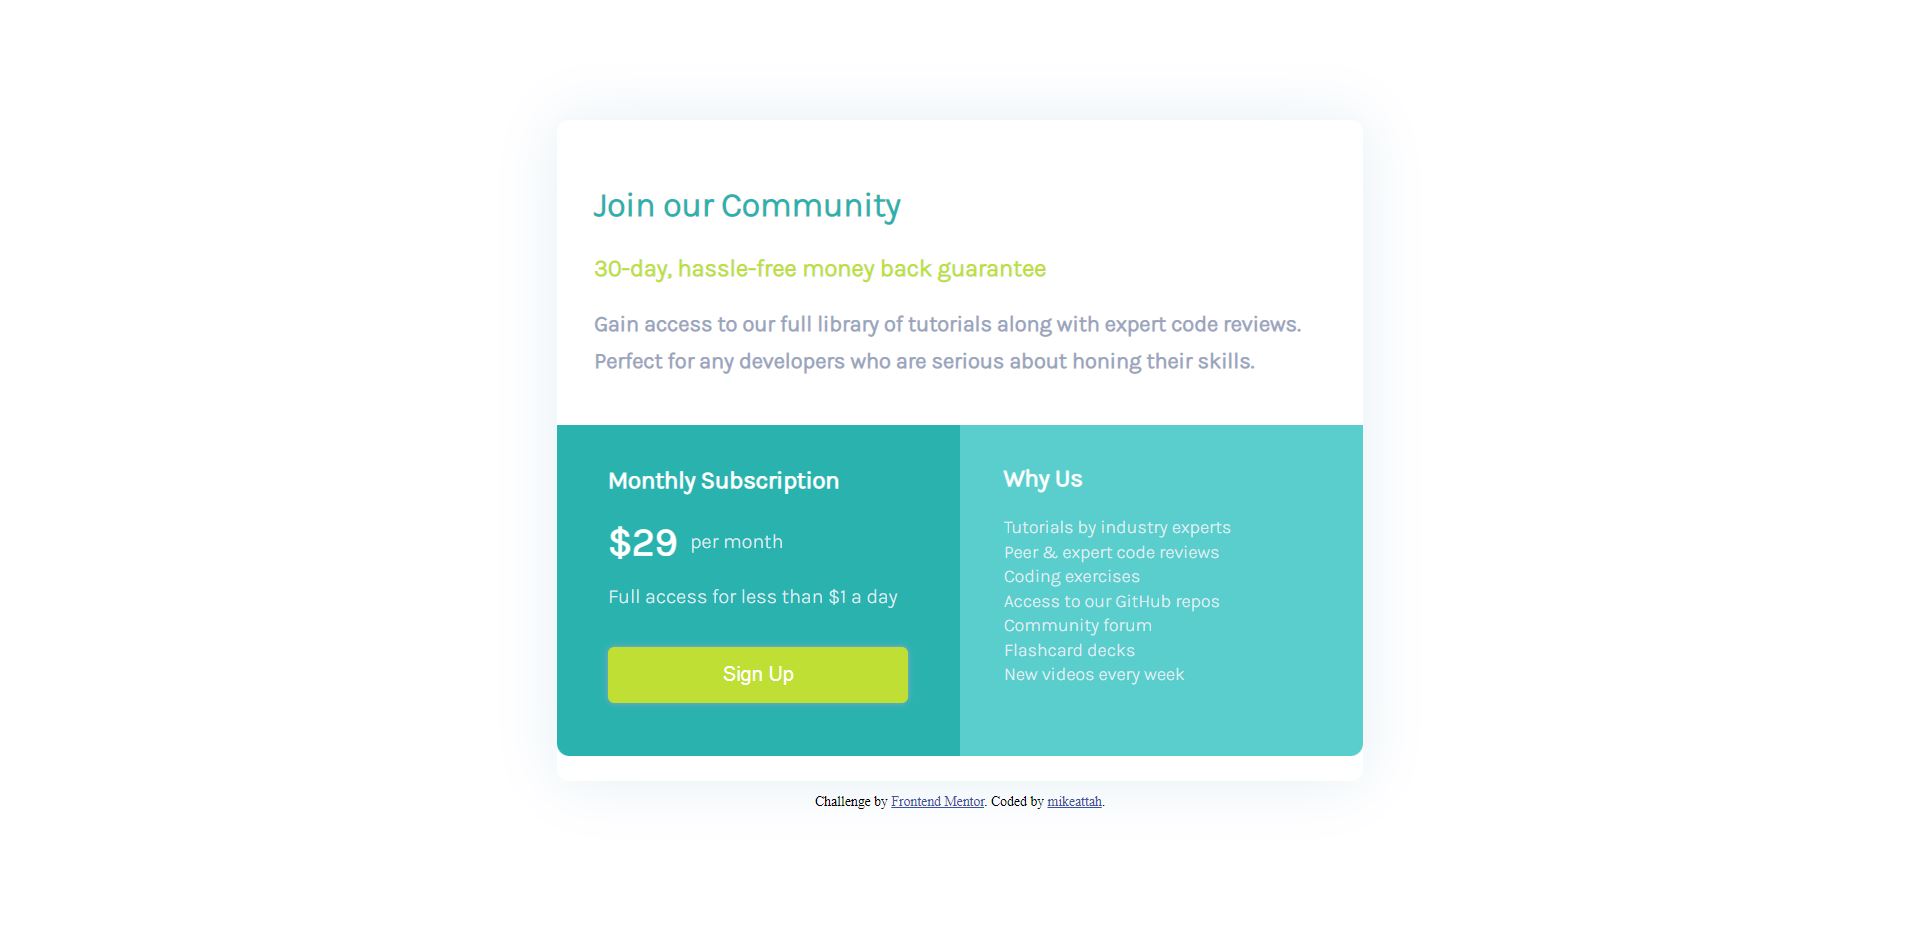 Join our Community
30-day, hassle-free money back guarantee
Gain access to our full library of tutorials along with expert code reviews.
Perfect for any developers who are serious about honing their skills.
Monthly Subscription
$29 per month
Full access for less than $1 a day
Sign Up
Why Us
Tutorials by industry experts
Peer & expert code reviews
Coding exercises
Access to our GitHub repos
Community forum
Flashcard decks
New videos every week
Challenge by Frontend Mentor. Coded by mikeattah.